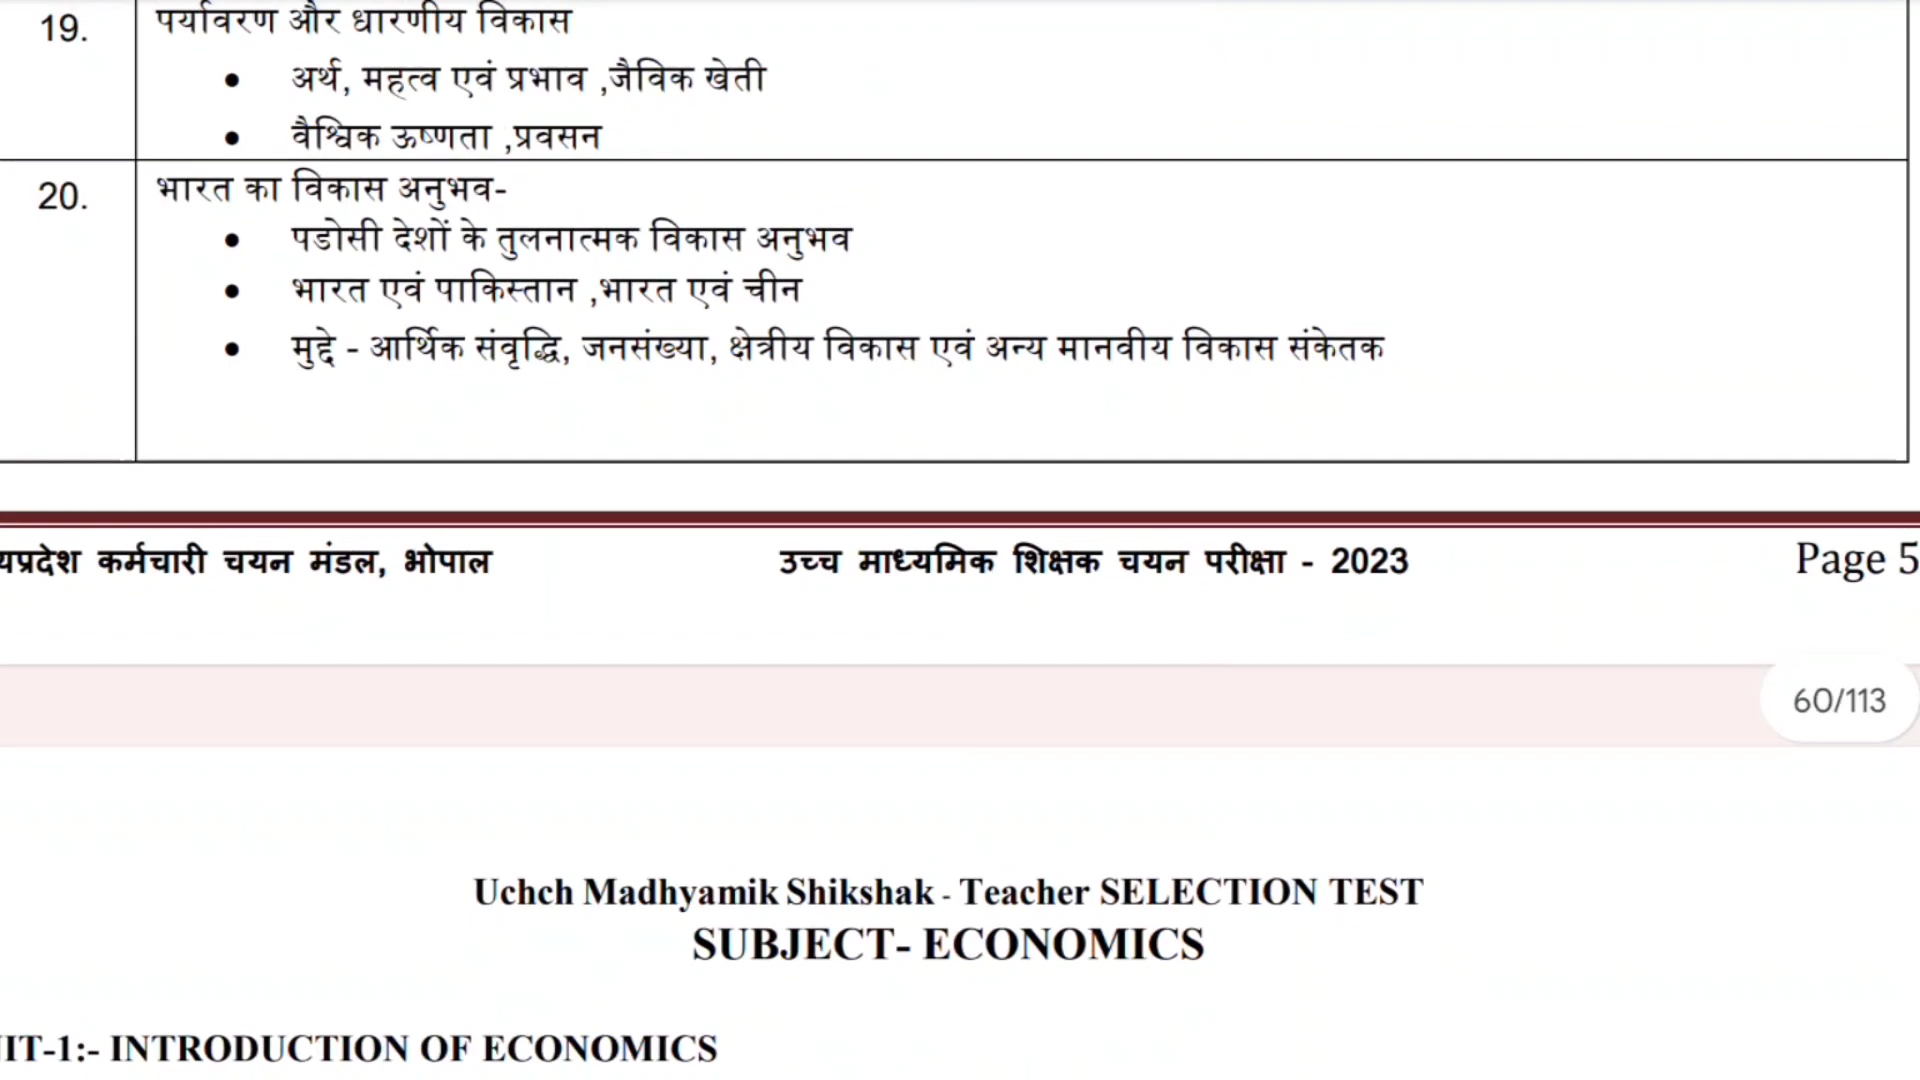 19. पर्यावरण और धारणीय विकास
• अर्थ, महत्व एवं प्रभाव ,जैविक खेती
• वैश्विक ऊष्णता ,प्रवसन
20. भारत का विकास अनुभव-
• पडोसी देशों के तुलनात्मक विकास अनुभव
• भारत एवं पाकिस्तान ,भारत एवं चीन
• मुद्दे - आर्थिक संवृद्धि, जनसंख्या, क्षेत्रीय विकास एवं अन्य मानवीय विकास संकेतक
यप्रदेश कर्मचारी चयन मंडल, भोपाल उच्च माध्यमिक शिक्षक चयन परीक्षा - 2023 Page 5
60/113
Uchch Madhyamik Shikshak - Teacher SELECTION TEST
SUBJECT- ECONOMICS
IIT-1:- INTRODUCTION OF ECONOMICS